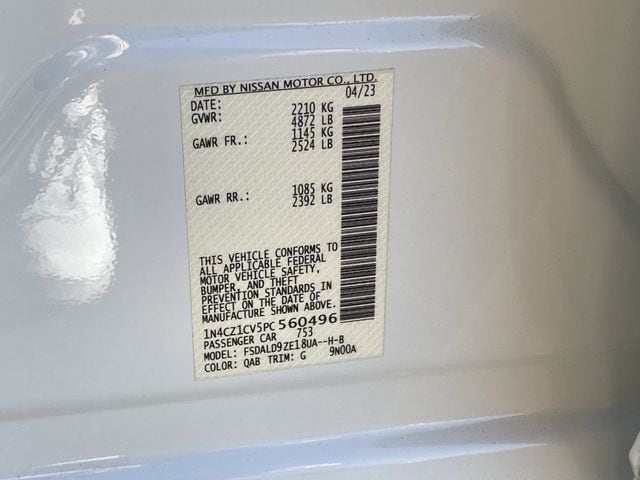 MFD BY NISSAN MOTOR CO., LTD.
DATE: 04/23
GVWR: 2210 KG
4872 LB
GAWR FR.: 1145 KG
2524 LB
GAWR RR.: 1085 KG
2392 LB
THIS VEHICLE CONFORMS TO
ALL APPLICABLE FEDERAL
MOTOR VEHICLE SAFETY,
BUMPER, AND THEFT
PREVENTION STANDARDS IN
EFFECT ON THE DATE OF
MANUFACTURE SHOWN ABOVE.
1N4CZ1CV5PC560496
PASSENGER CAR 753
MODEL: FSDALD9ZE18UA--H-B
COLOR: QAB TRIM: G 9N00A